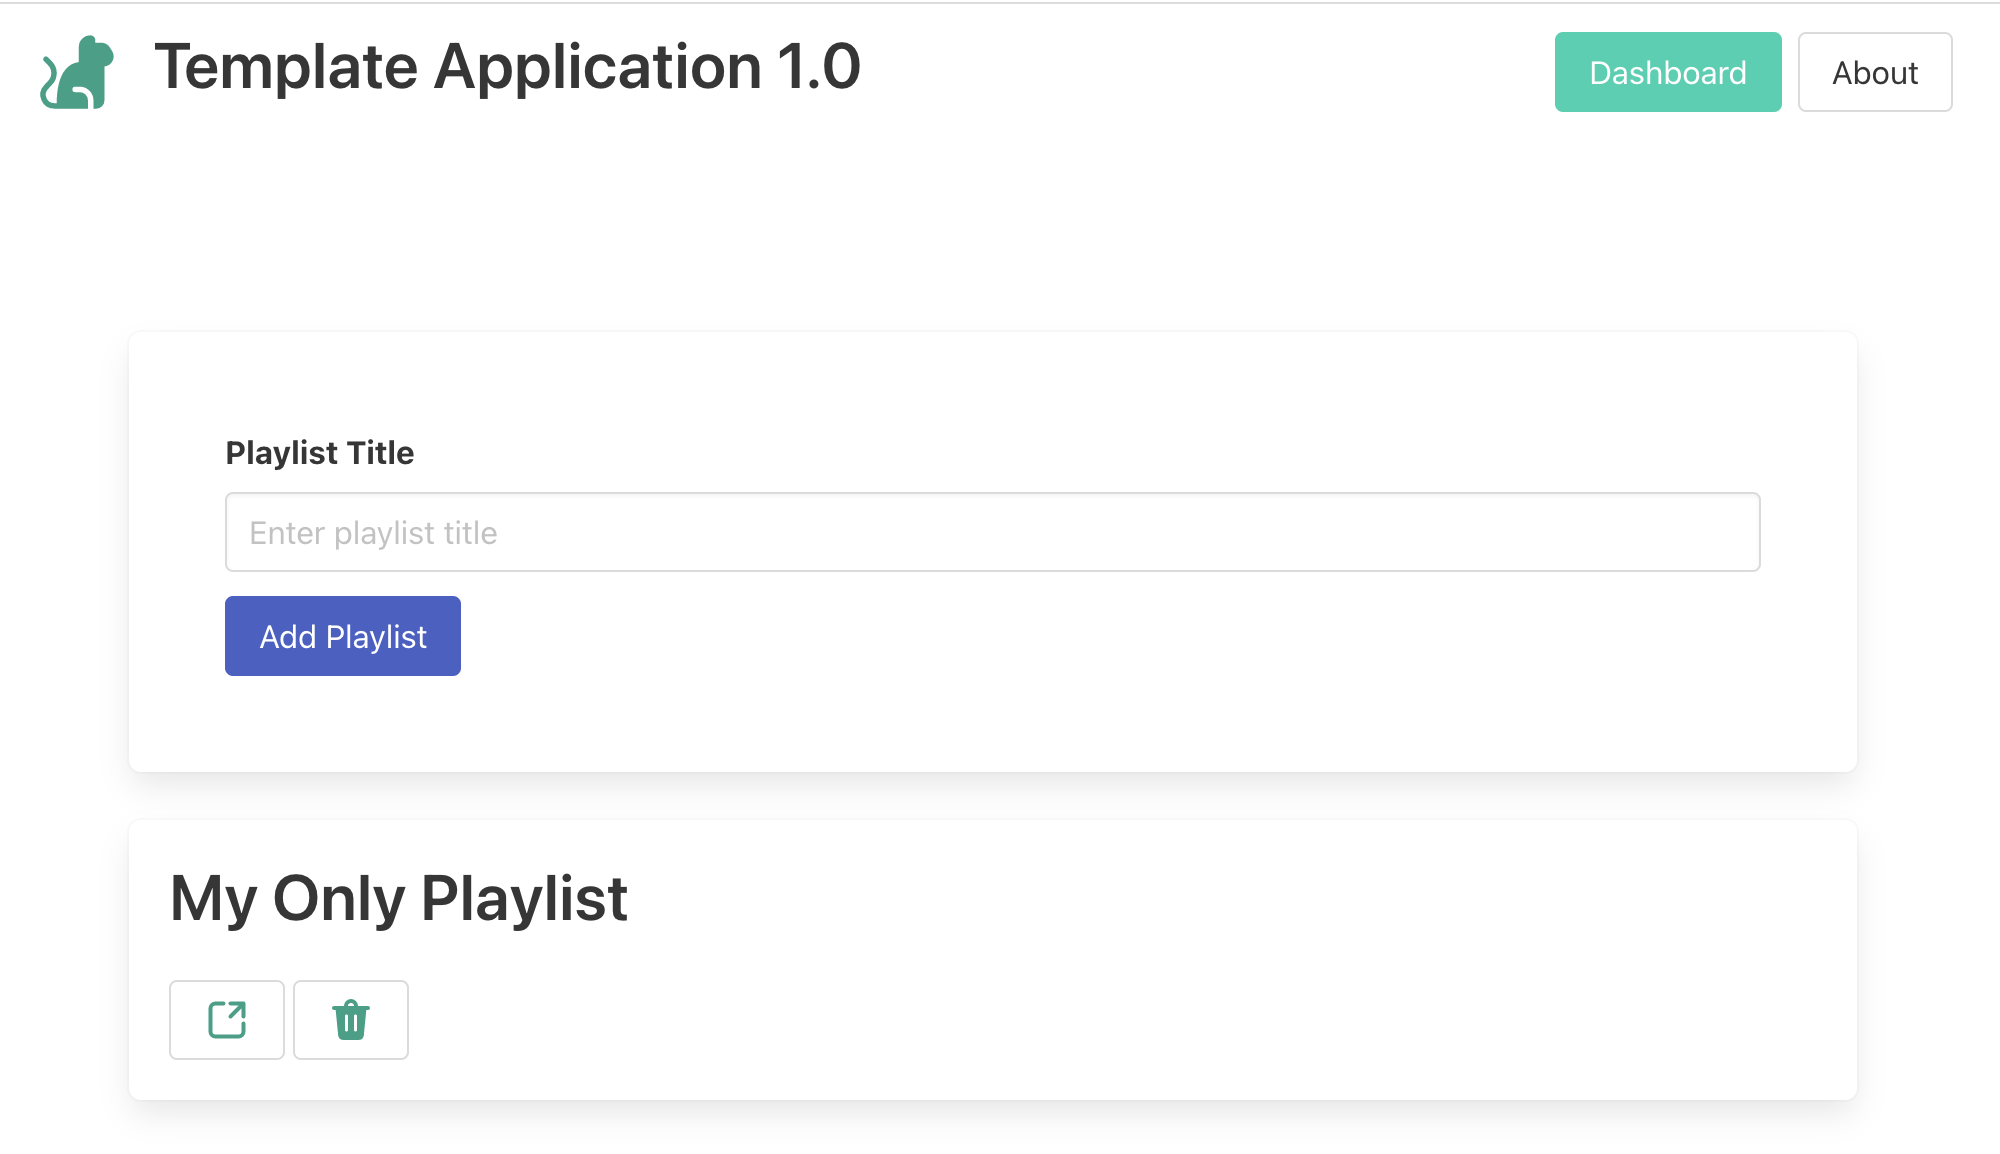 Template Application 1.0
Dashboard
About
Playlist Title
Enter playlist title
Add Playlist
My Only Playlist